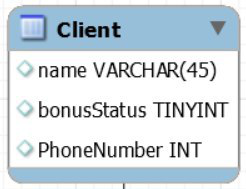 Client
name VARCHAR(45)
bonusStatus TINYINT
PhoneNumber INT